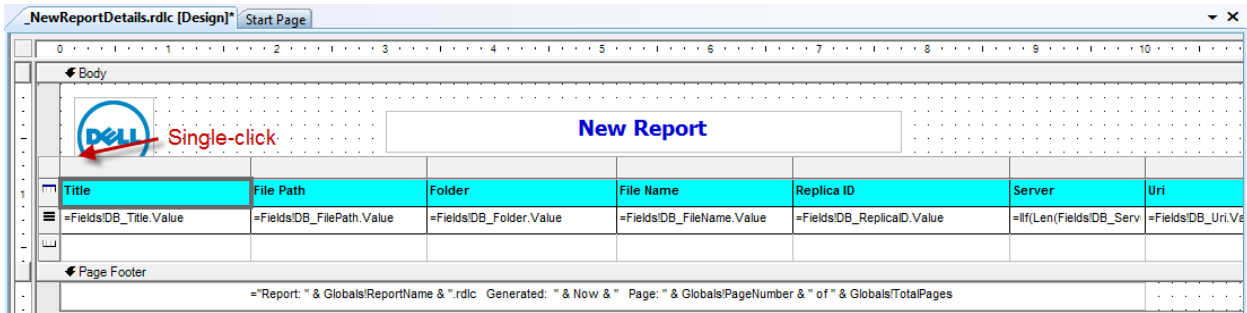 _NewReportDetails.rdlc [Design]* Start Page
0 1 2 3 4 5 6 7 8 9 10
Body
DELL Single-click New Report
1 Title File Path Folder File Name Replica ID Server Uri
=Fields!DB_Title.Value =Fields!DB_FilePath.Value =Fields!DB_Folder.Value =Fields!DB_FileName.Value =Fields!DB_ReplicaID.Value =IIf(Len(Fields!DB_Serv =Fields!DB_Uri.Va
Page Footer
="Report: " & Globals!ReportName & ".rdlc Generated: " & Now & " Page: " & Globals!PageNumber & " of " & Globals!TotalPages